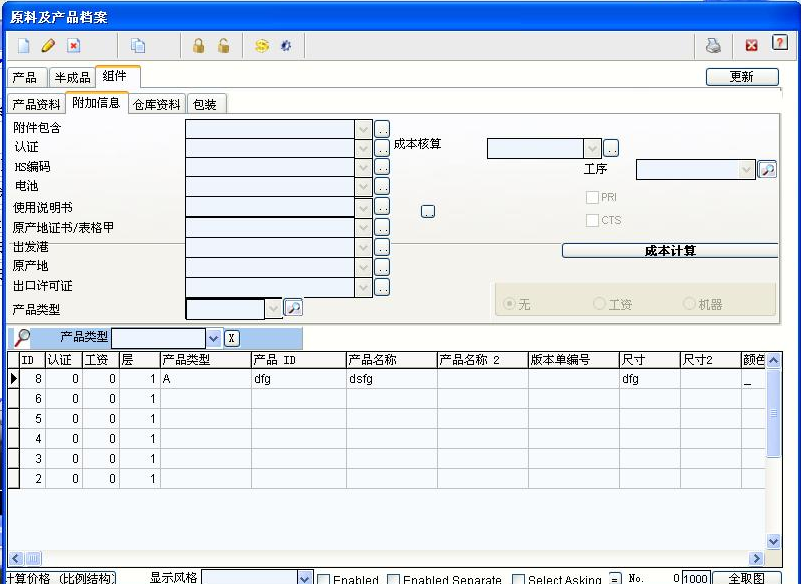 原料及产品档案
产品 半成品 组件 更新
产品资料 附加信息 仓库资料 包装
附件包含
认证 成本核算
HS编码 工序
电池
使用说明书 PRI
原产地证书/表格甲 CTS
出发港 成本计算
原产地
出口许可证
产品类型 无 工资 机器
产品类型 X
ID 认证 工资 层 产品类型 产品 ID 产品名称 产品名称 2 版本单编号 尺寸 尺寸2 颜色
8 0 0 1 A dfg dsfg dfg _
6 0 0 1
5 0 0 1
4 0 0 1
3 0 0 1
2 0 0 1
计算价格 (比例结构) 显示风格 Enabled Enabled Separate Select Asking = No. 0 1000 全取图